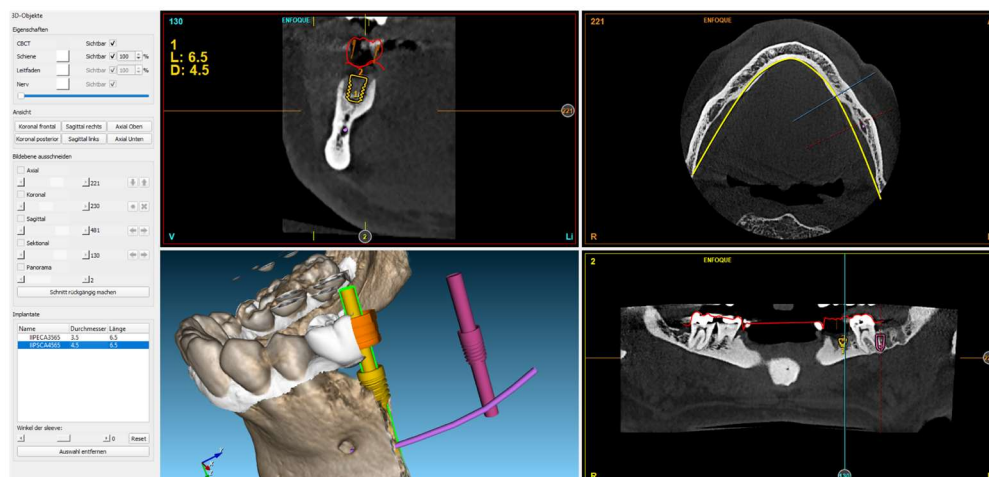 3D-Objekte
Eigenschaften
CBCT Sichtbar
Schiene Sichtbar 100 %
Leitfaden Sichtbar 100 %
Nerv Sichtbar
Ansicht
Koronal frontal Sagittal rechts Axial Oben
Koronal posterior Sagittal links Axial Unten
Bildebene ausschneiden
Axial
221
Koronal
230
Sagittal
481
Sektional
130
Panorama
2
Schnitt rückgängig machen
Implantate
Name Durchmesser Länge
IIPECA3565 3.5 6.5
IIPSCA4565 4.5 6.5
Winkel der sleeve:
0 Reset
Auswahl entfernen
130
ENFOQUE
1
L: 6.5
D: 4.5
2
221
V
2
Li
221
ENFOQUE
R
2
ENFOQUE
R
130